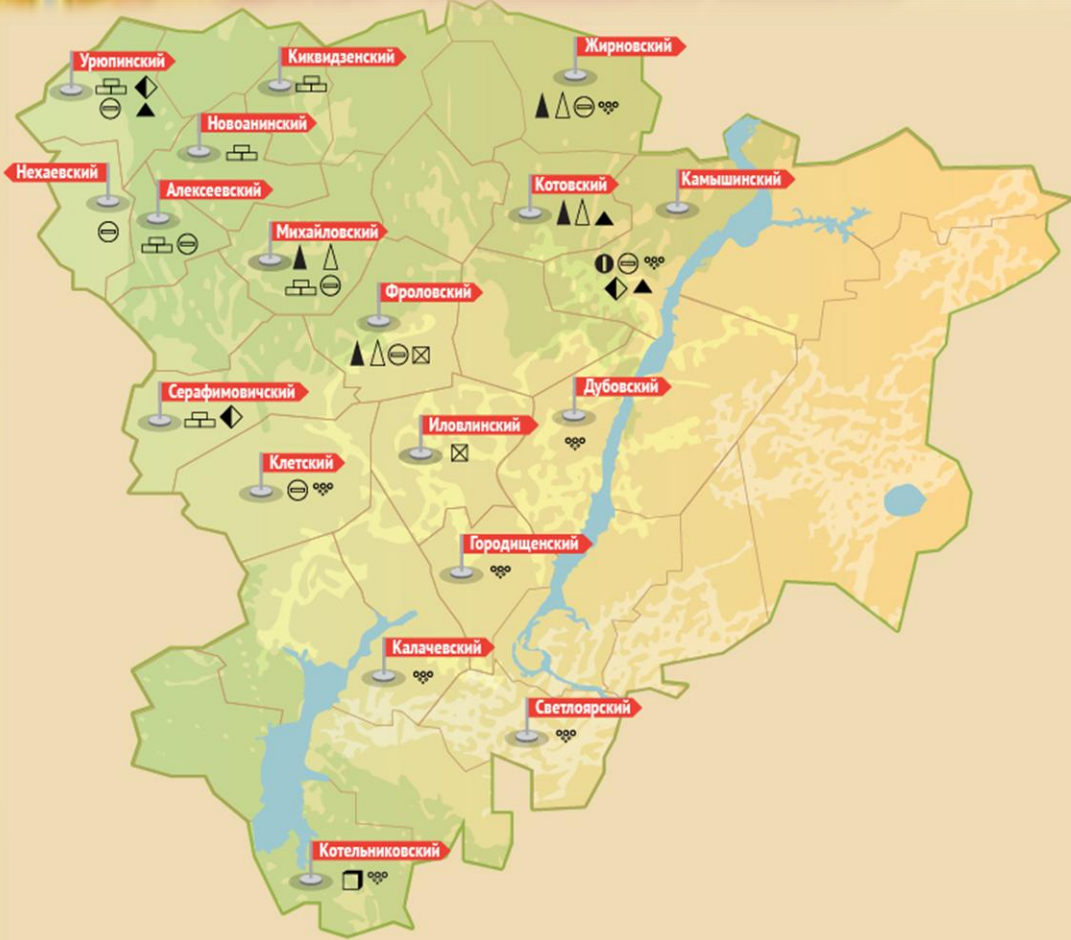 Урюпинский
Киквидзенский
Жирновский
Новоанинский
Нехаевский
Алексеевский
Котовский
Камышинский
Михайловский
Фроловский
Серафимовичский
Дубовский
Иловлинский
Клетский
Городищенский
Калачевский
Светлоярский
Котельниковский